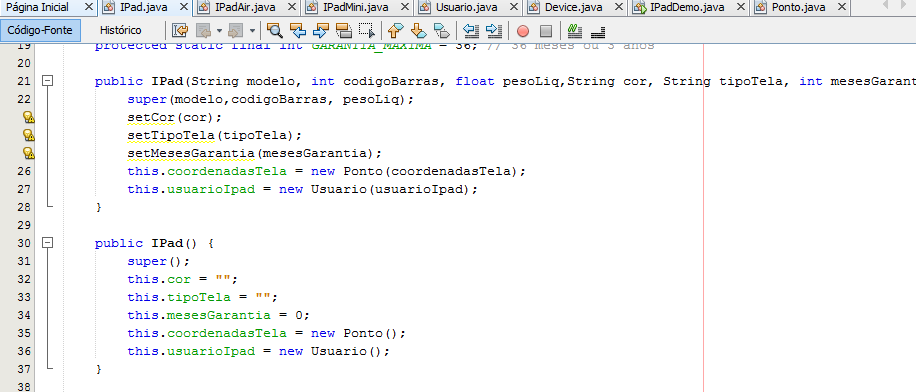 Página Inicial IPad.java IPadAir.java IPadMini.java Usuario.java Device.java IPadDemo.java Ponto.java
Código-Fonte Histórico
19 protected static final int GARANTIA_MAXIMA = 36; // 36 meses ou 3 anos
20
21 public IPad(String modelo, int codigoBarras, float pesoLiq,String cor, String tipoTela, int mesesGarant
22 super(modelo,codigoBarras, pesoLiq);
setCor(cor);
setTipoTela(tipoTela);
setMesesGarantia(mesesGarantia);
26 this.coordenadasTela = new Ponto(coordenadasTela);
27 this.usuarioIpad = new Usuario(usuarioIpad);
28 }
29
30 public IPad() {
31 super();
32 this.cor = "";
33 this.tipoTela = "";
34 this.mesesGarantia = 0;
35 this.coordenadasTela = new Ponto();
36 this.usuarioIpad = new Usuario();
37 }
38